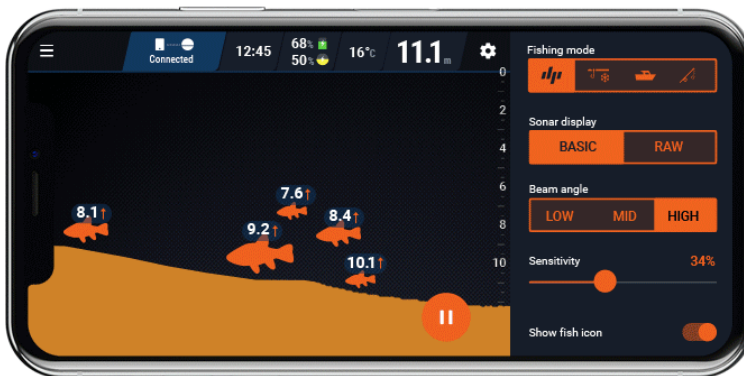 Connected
12:45
68%
50%
16°C
11.1m
0
2
4
6
8
10
8.1↑
7.6↑
9.2↑
8.4↑
10.1↑
Fishing mode
Sonar display
BASIC RAW
Beam angle
LOW MID HIGH
Sensitivity 34%
Show fish icon